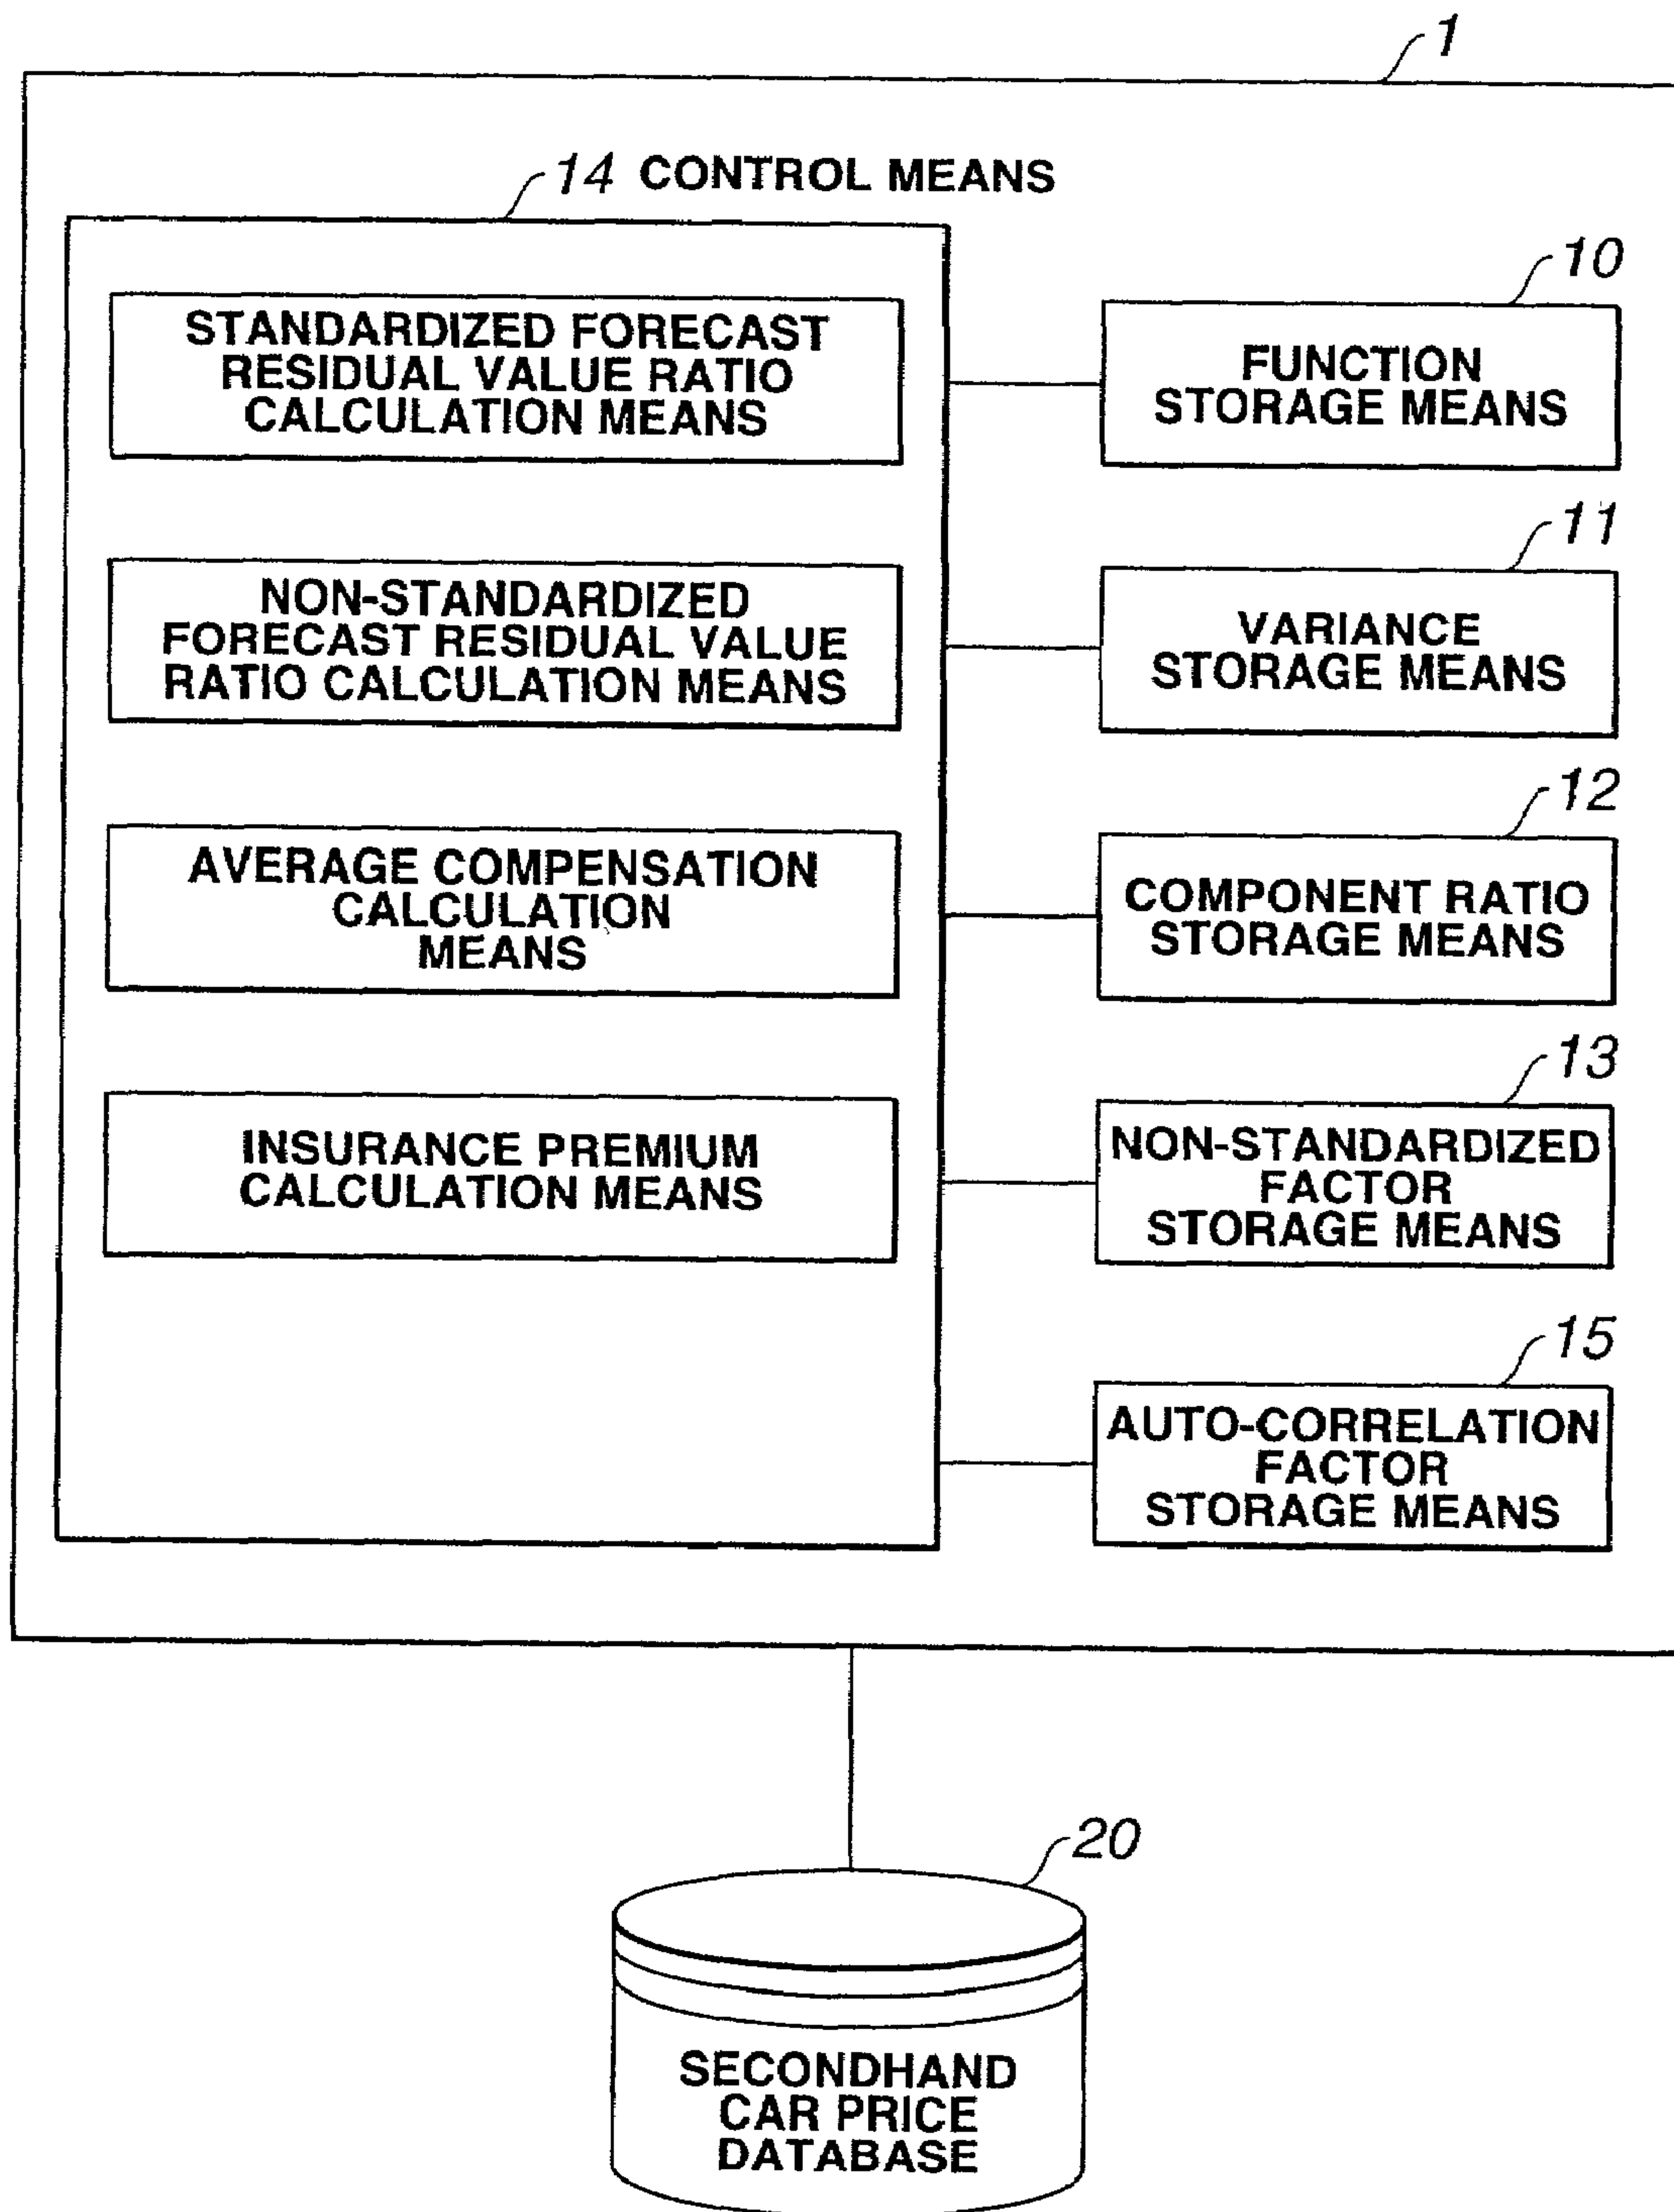 1
14 CONTROL MEANS
STANDARDIZED FORECAST
RESIDUAL VALUE RATIO
CALCULATION MEANS
10
FUNCTION
STORAGE MEANS
NON-STANDARDIZED
FORECAST RESIDUAL VALUE
RATIO CALCULATION MEANS
11
VARIANCE
STORAGE MEANS
AVERAGE COMPENSATION
CALCULATION
MEANS
12
COMPONENT RATIO
STORAGE MEANS
INSURANCE PREMIUM
CALCULATION MEANS
13
NON-STANDARDIZED
FACTOR
STORAGE MEANS
15
AUTO-CORRELATION
FACTOR
STORAGE MEANS
20
SECONDHAND
CAR PRICE
DATABASE